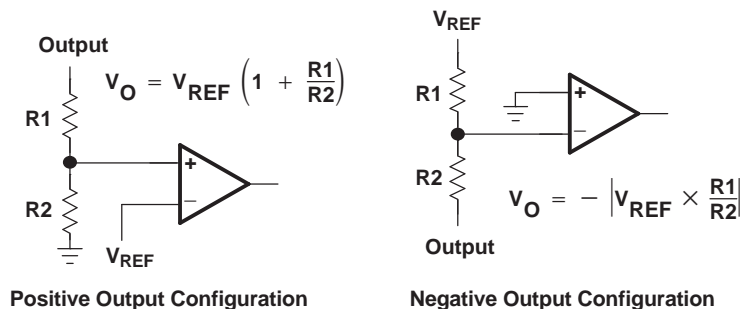 Output
V_O = V_REF (1 + R1/R2)
R1
+
R2
−
V_REF
Positive Output Configuration
V_REF
R1
+
−
R2
V_O = − |V_REF × R1/R2|
Output
Negative Output Configuration